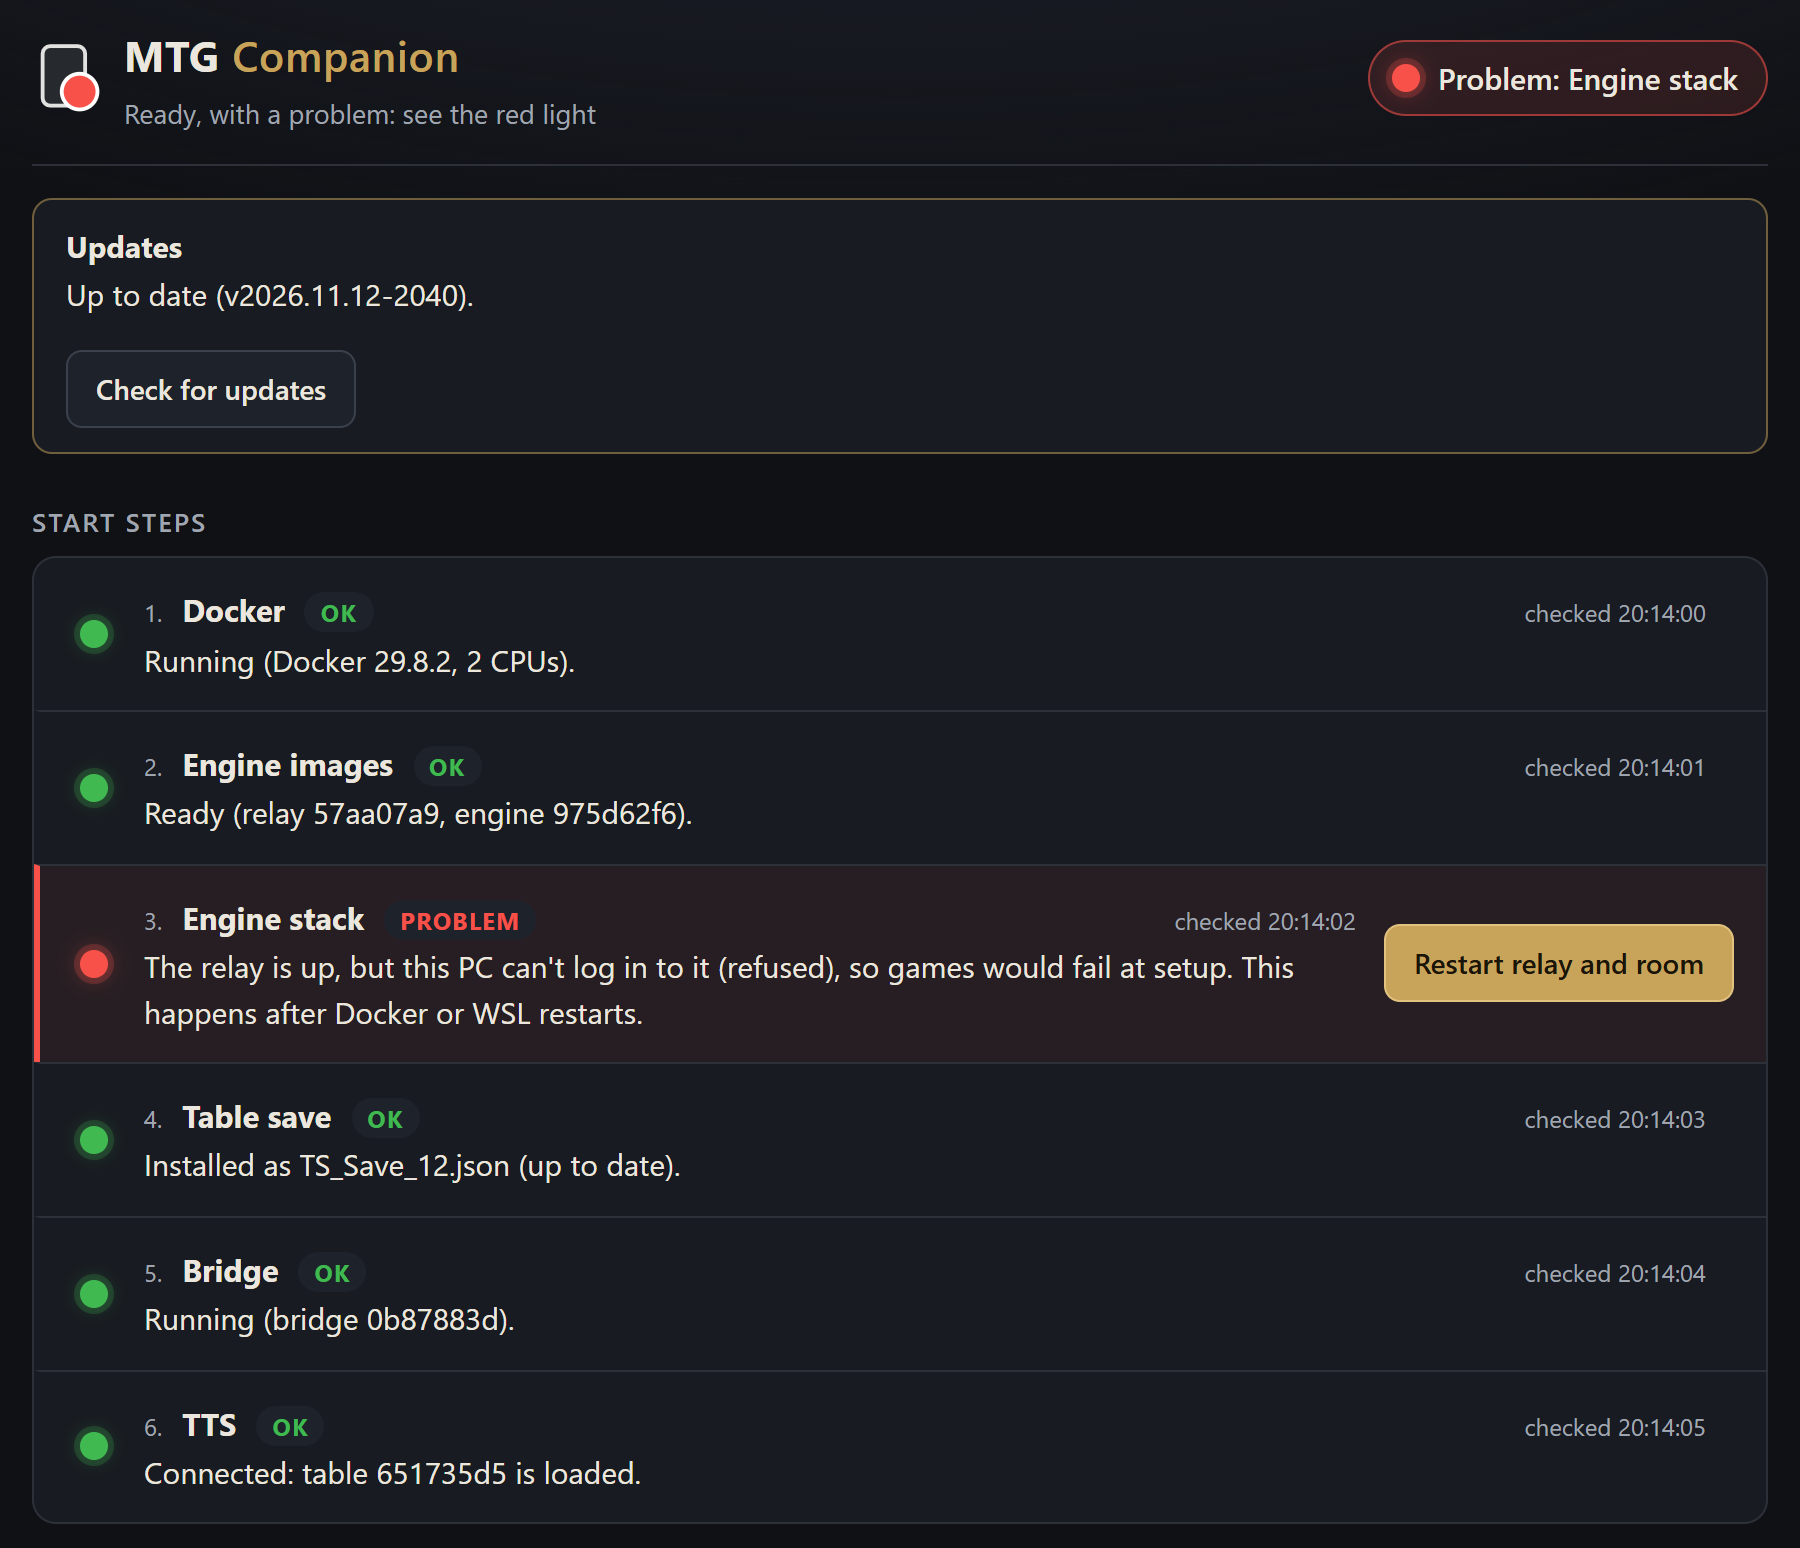 MTG Companion
Ready, with a problem: see the red light
Problem: Engine stack
Updates
Up to date (v2026.11.12-2040).
Check for updates
START STEPS
1. Docker OK checked 20:14:00
Running (Docker 29.8.2, 2 CPUs).
2. Engine images OK checked 20:14:01
Ready (relay 57aa07a9, engine 975d62f6).
3. Engine stack PROBLEM checked 20:14:02
The relay is up, but this PC can't log in to it (refused), so games would fail at setup. This
happens after Docker or WSL restarts.
Restart relay and room
4. Table save OK checked 20:14:03
Installed as TS_Save_12.json (up to date).
5. Bridge OK checked 20:14:04
Running (bridge 0b87883d).
6. TTS OK checked 20:14:05
Connected: table 651735d5 is loaded.